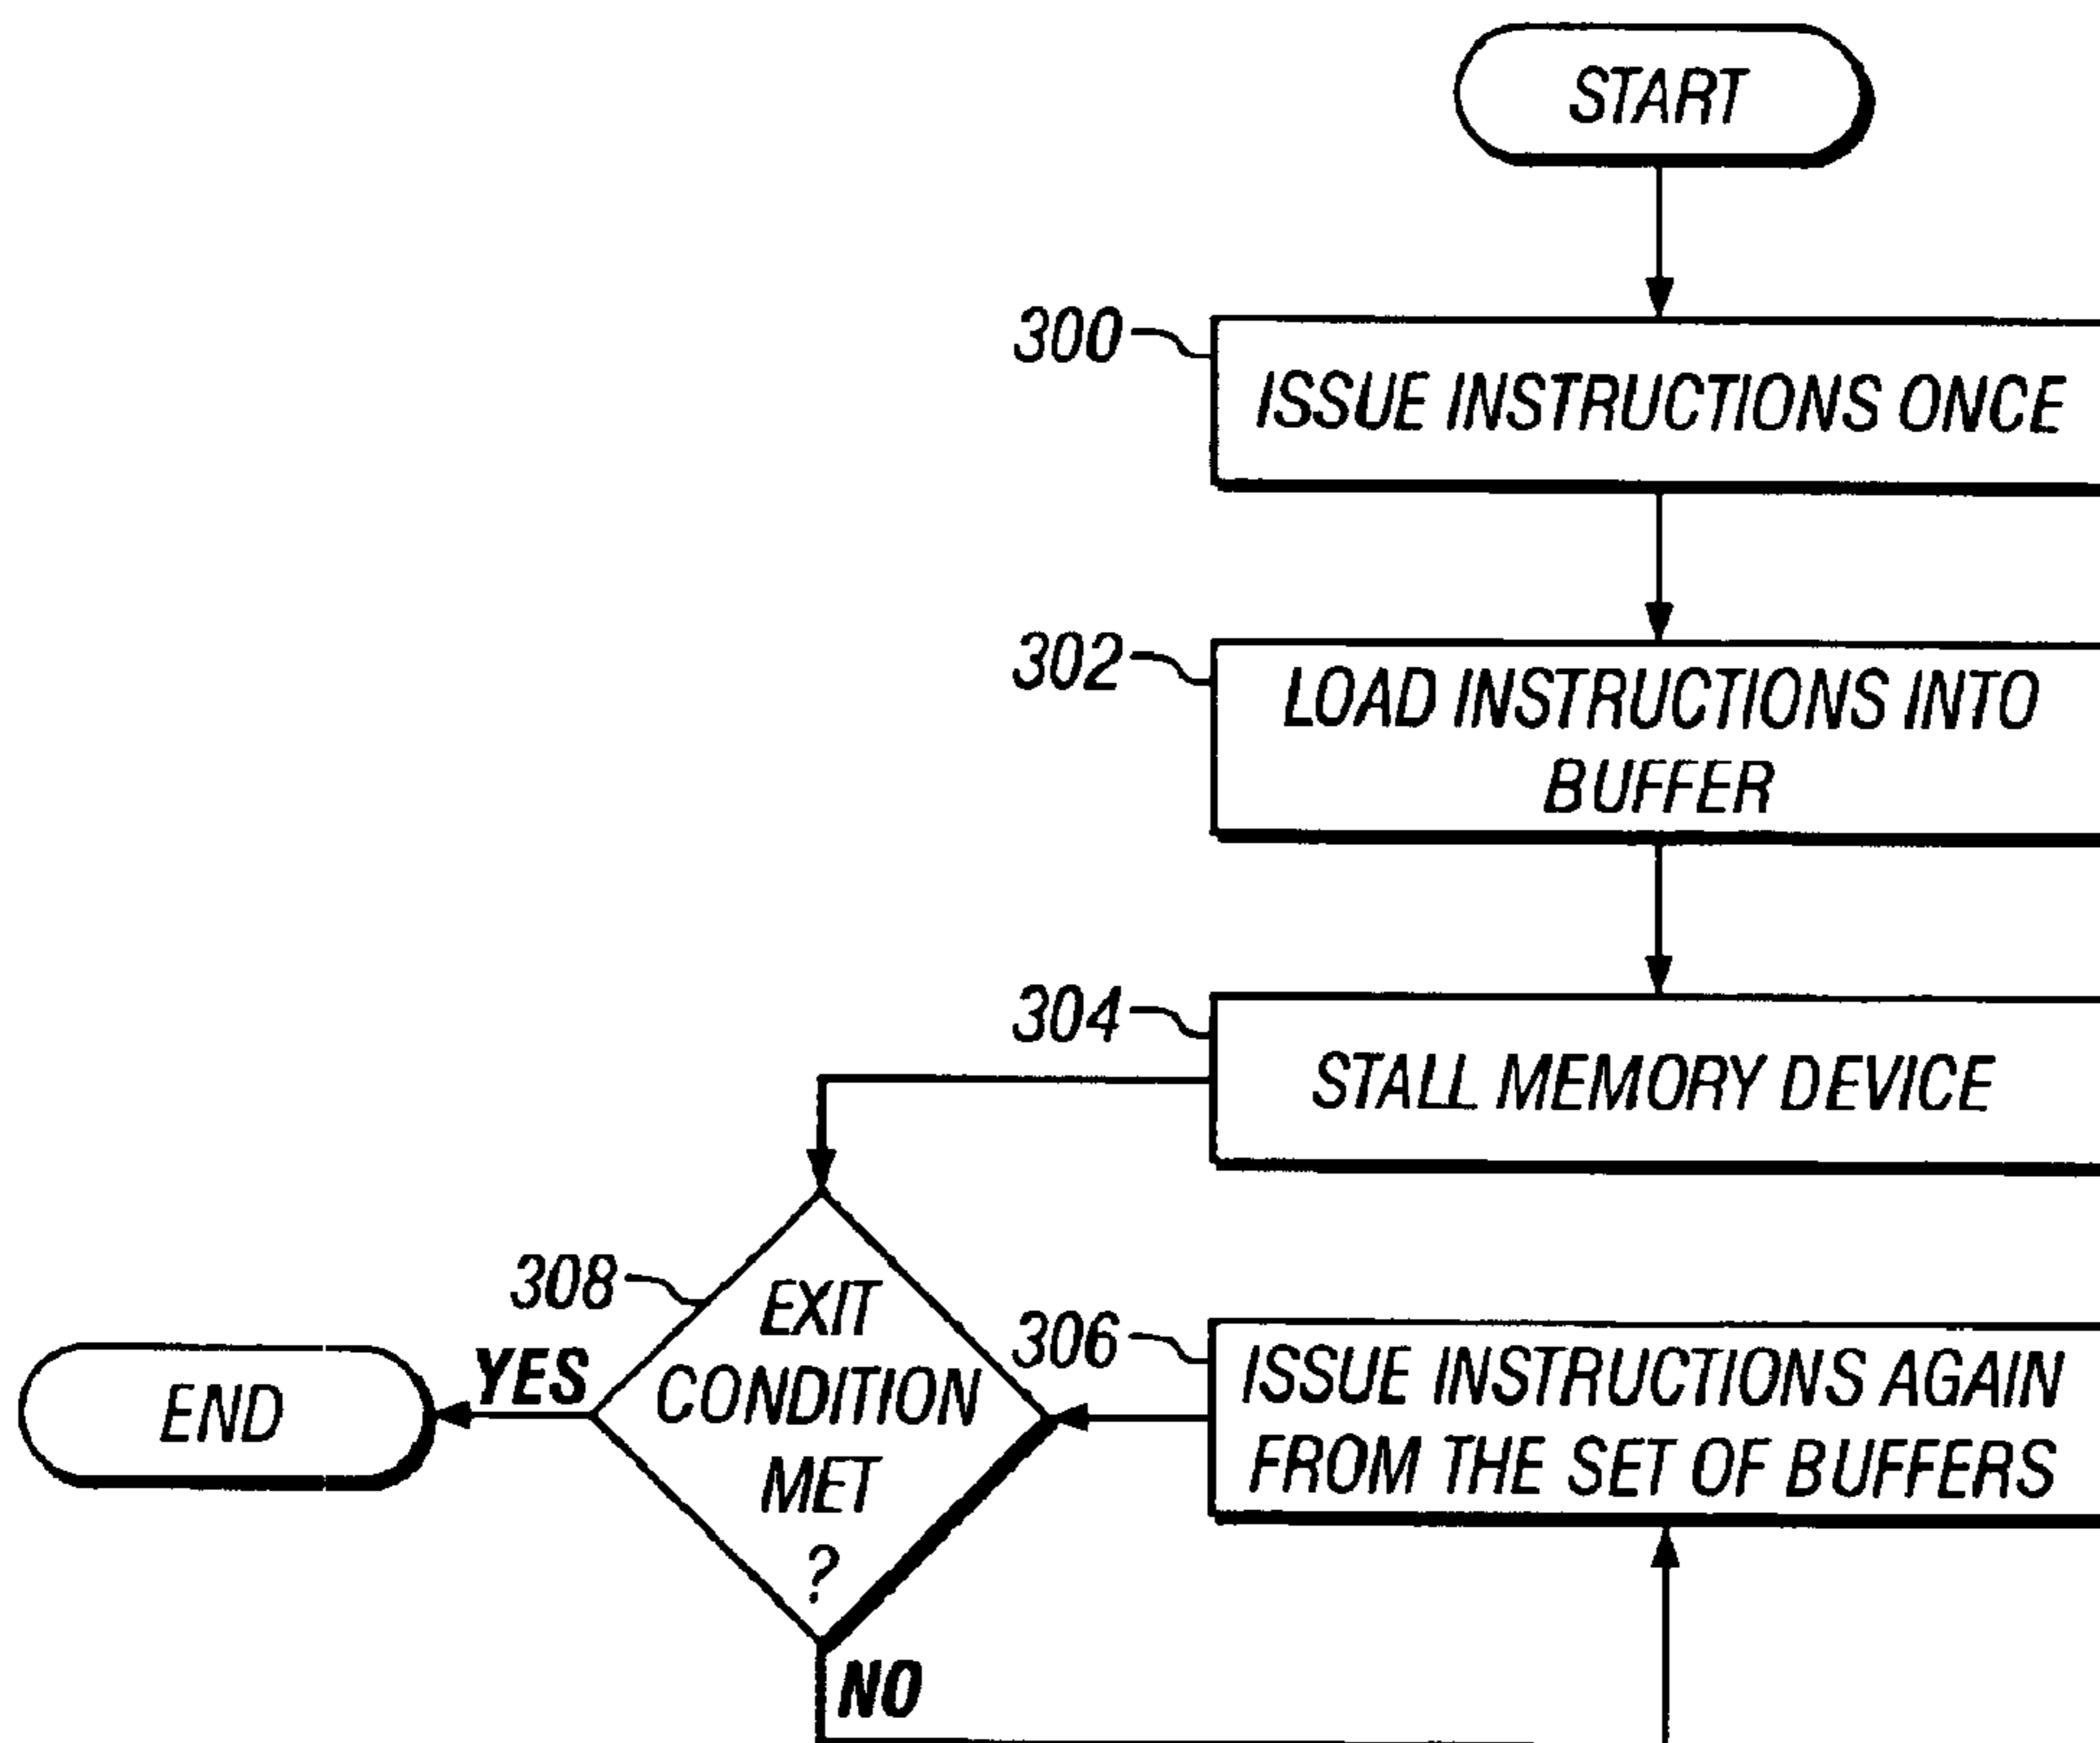 START
300
ISSUE INSTRUCTIONS ONCE
302
LOAD INSTRUCTIONS INTO
BUFFER
304
STALL MEMORY DEVICE
308
EXIT
CONDITION
MET
?
306
ISSUE INSTRUCTIONS AGAIN
FROM THE SET OF BUFFERS
YES
END
NO